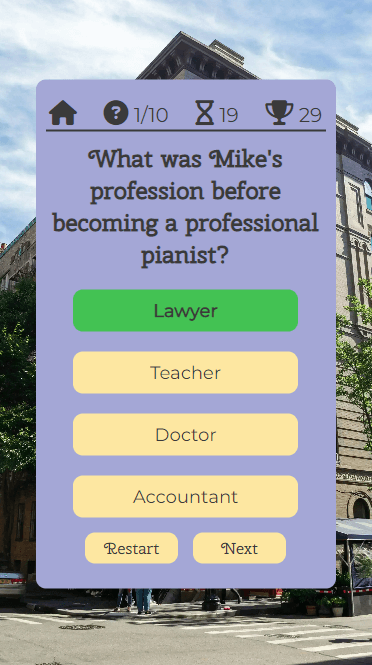 ? 1/10 19 29
What was Mike's
profession before
becoming a professional
pianist?
Lawyer
Teacher
Doctor
Accountant
Restart Next